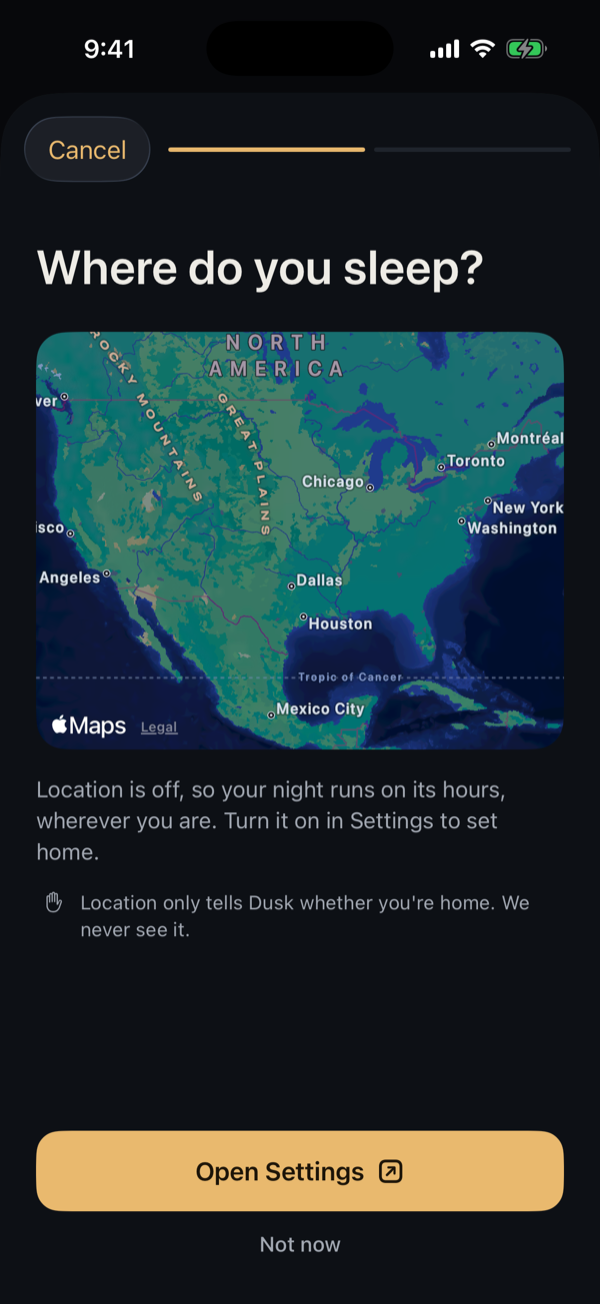 9:41
Cancel
Where do you sleep?
NORTH
AMERICA
ROCKY MOUNTAINS
GREAT PLAINS
ver
Montréal
Toronto
Chicago
New York
Washington
isco
Angeles
Dallas
Houston
Tropic of Cancer
Mexico City
Maps Legal
Location is off, so your night runs on its hours,
wherever you are. Turn it on in Settings to set
home.
Location only tells Dusk whether you're home. We
never see it.
Open Settings
Not now